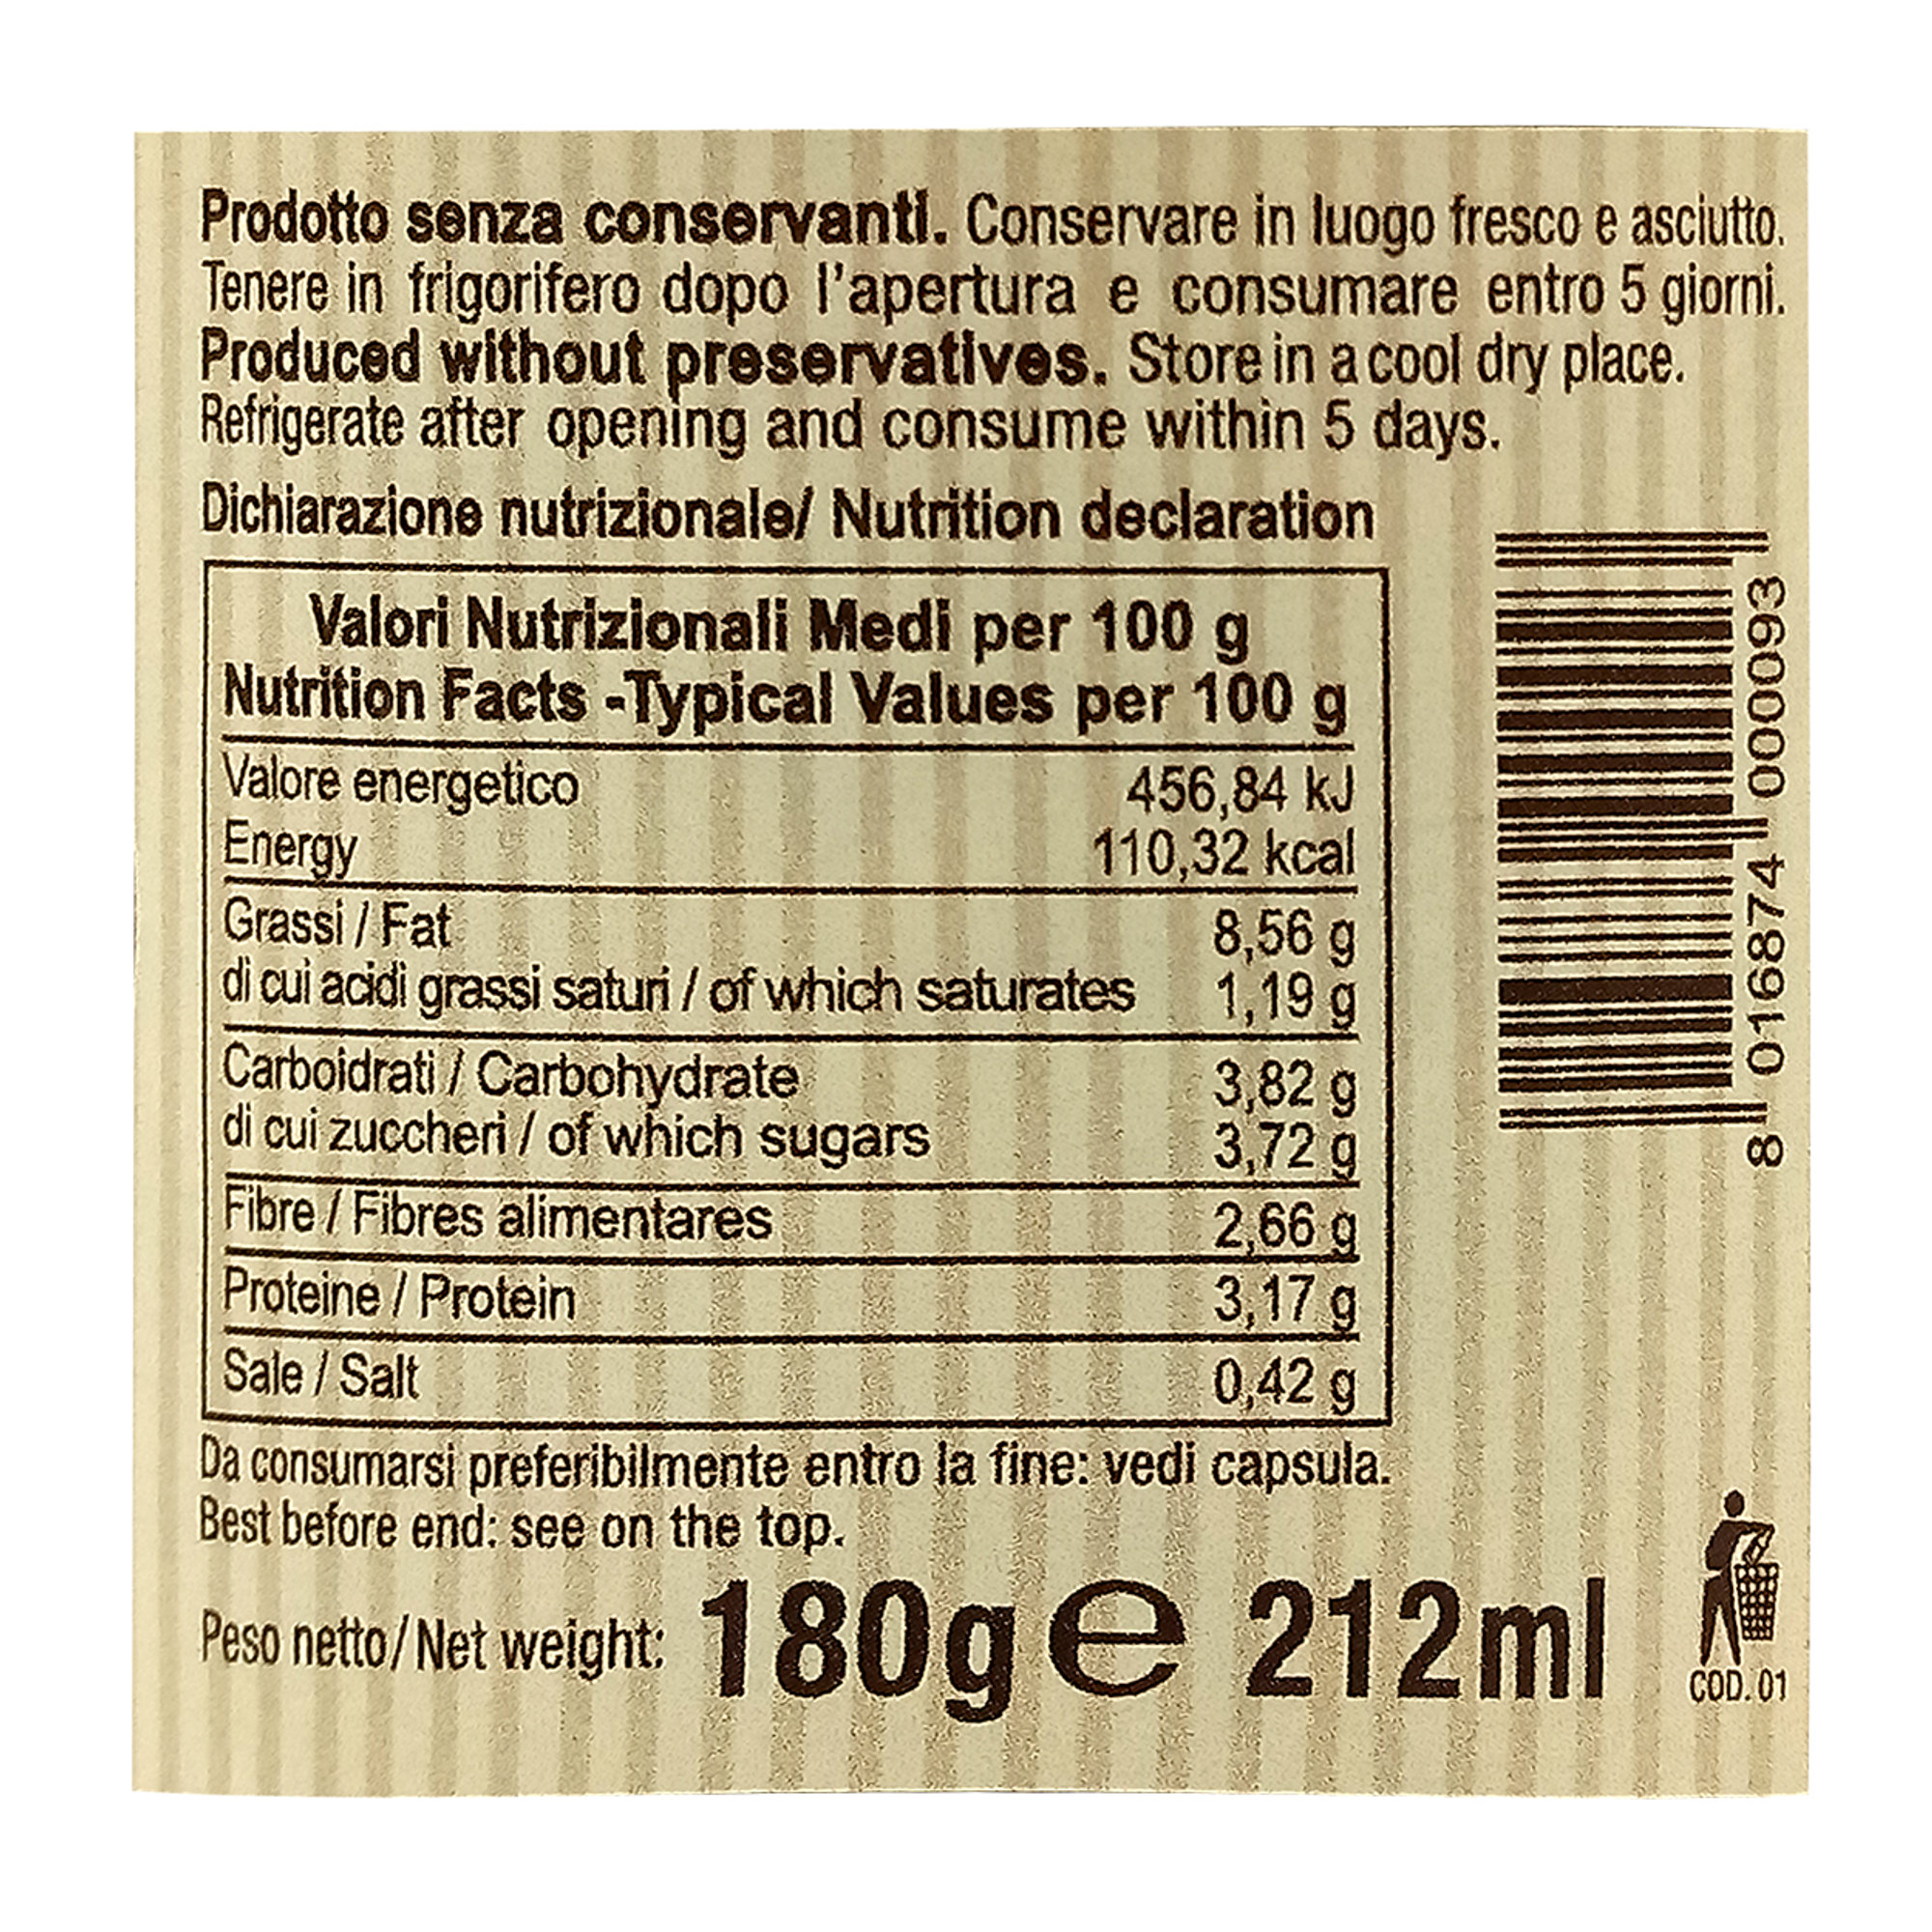 Prodotto senza conservanti. Conservare in luogo fresco e asciutto.
Tenere in frigorifero dopo l'apertura e consumare entro 5 giorni.
Produced without preservatives. Store in a cool dry place.
Refrigerate after opening and consume within 5 days.
Dichiarazione nutrizionale/ Nutrition declaration
Valori Nutrizionali Medi per 100 g
Nutrition Facts -Typical Values per 100 g
Valore energetico 456,84 kJ
Energy 110,32 kcal
Grassi / Fat 8,56 g
di cui acidi grassi saturi / of which saturates 1,19 g
Carboidrati / Carbohydrate 3,82 g
di cui zuccheri / of which sugars 3,72 g
Fibre / Fibres alimentares 2,66 g
Proteine / Protein 3,17 g
Sale / Salt 0,42 g
Da consumarsi preferibilmente entro la fine: vedi capsula.
Best before end: see on the top.
Peso netto/Net weight: 180g e 212ml
COD. 01
8 016874 000093